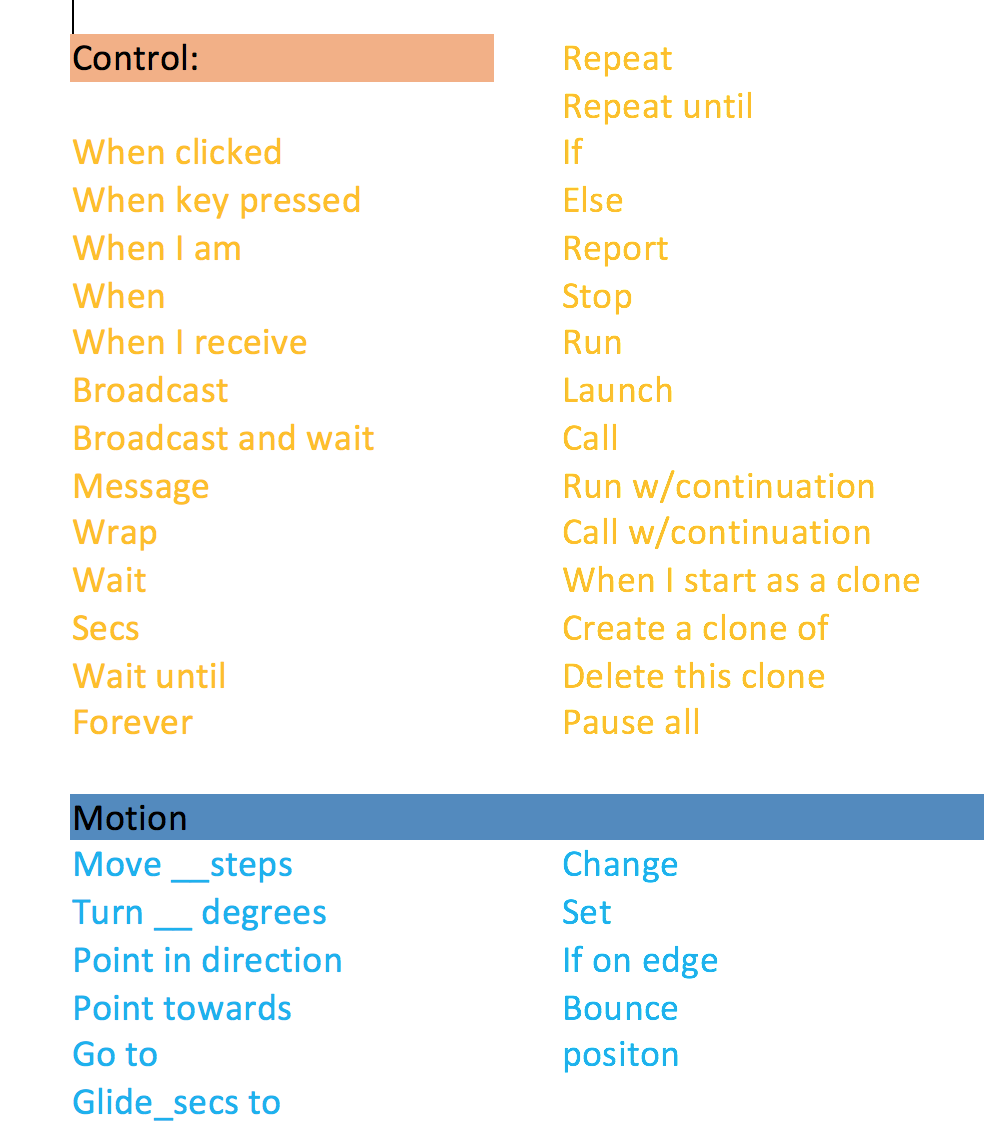 Control:
When clicked
When key pressed
When I am
When
When I receive
Broadcast
Broadcast and wait
Message
Wrap
Wait
Secs
Wait until
Forever
Repeat
Repeat until
If
Else
Report
Stop
Run
Launch
Call
Run w/continuation
Call w/continuation
When I start as a clone
Create a clone of
Delete this clone
Pause all
Motion
Move __steps
Turn __ degrees
Point in direction
Point towards
Go to
Glide_secs to
Change
Set
If on edge
Bounce
positon